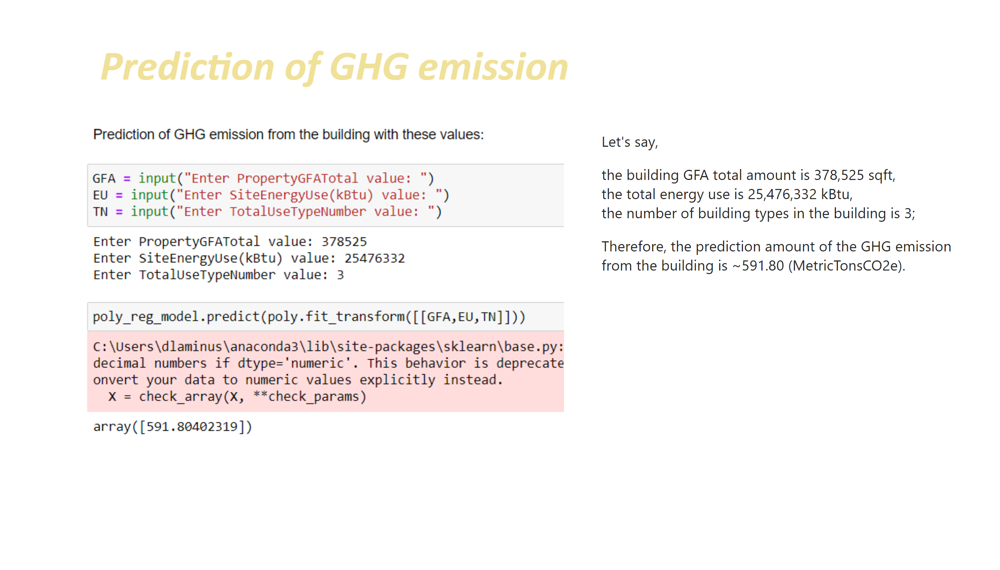 Prediction of GHG emission
Prediction of GHG emission from the building with these values:
GFA = input("Enter PropertyGFATotal value: ")
EU = input("Enter SiteEnergyUse(kBtu) value: ")
TN = input("Enter TotalUseTypeNumber value: ")
Enter PropertyGFATotal value: 378525
Enter SiteEnergyUse(kBtu) value: 25476332
Enter TotalUseTypeNumber value: 3
poly_reg_model.predict(poly.fit_transform([[GFA,EU,TN]]))
C:\Users\dlaminus\anaconda3\lib\site-packages\sklearn\base.py:
decimal numbers if dtype='numeric'. This behavior is deprecate
onvert your data to numeric values explicitly instead.
X = check_array(X, **check_params)
array([591.80402319])
Let's say,
the building GFA total amount is 378,525 sqft,
the total energy use is 25,476,332 kBtu,
the number of building types in the building is 3;
Therefore, the prediction amount of the GHG emission
from the building is ~591.80 (MetricTonsCO2e).